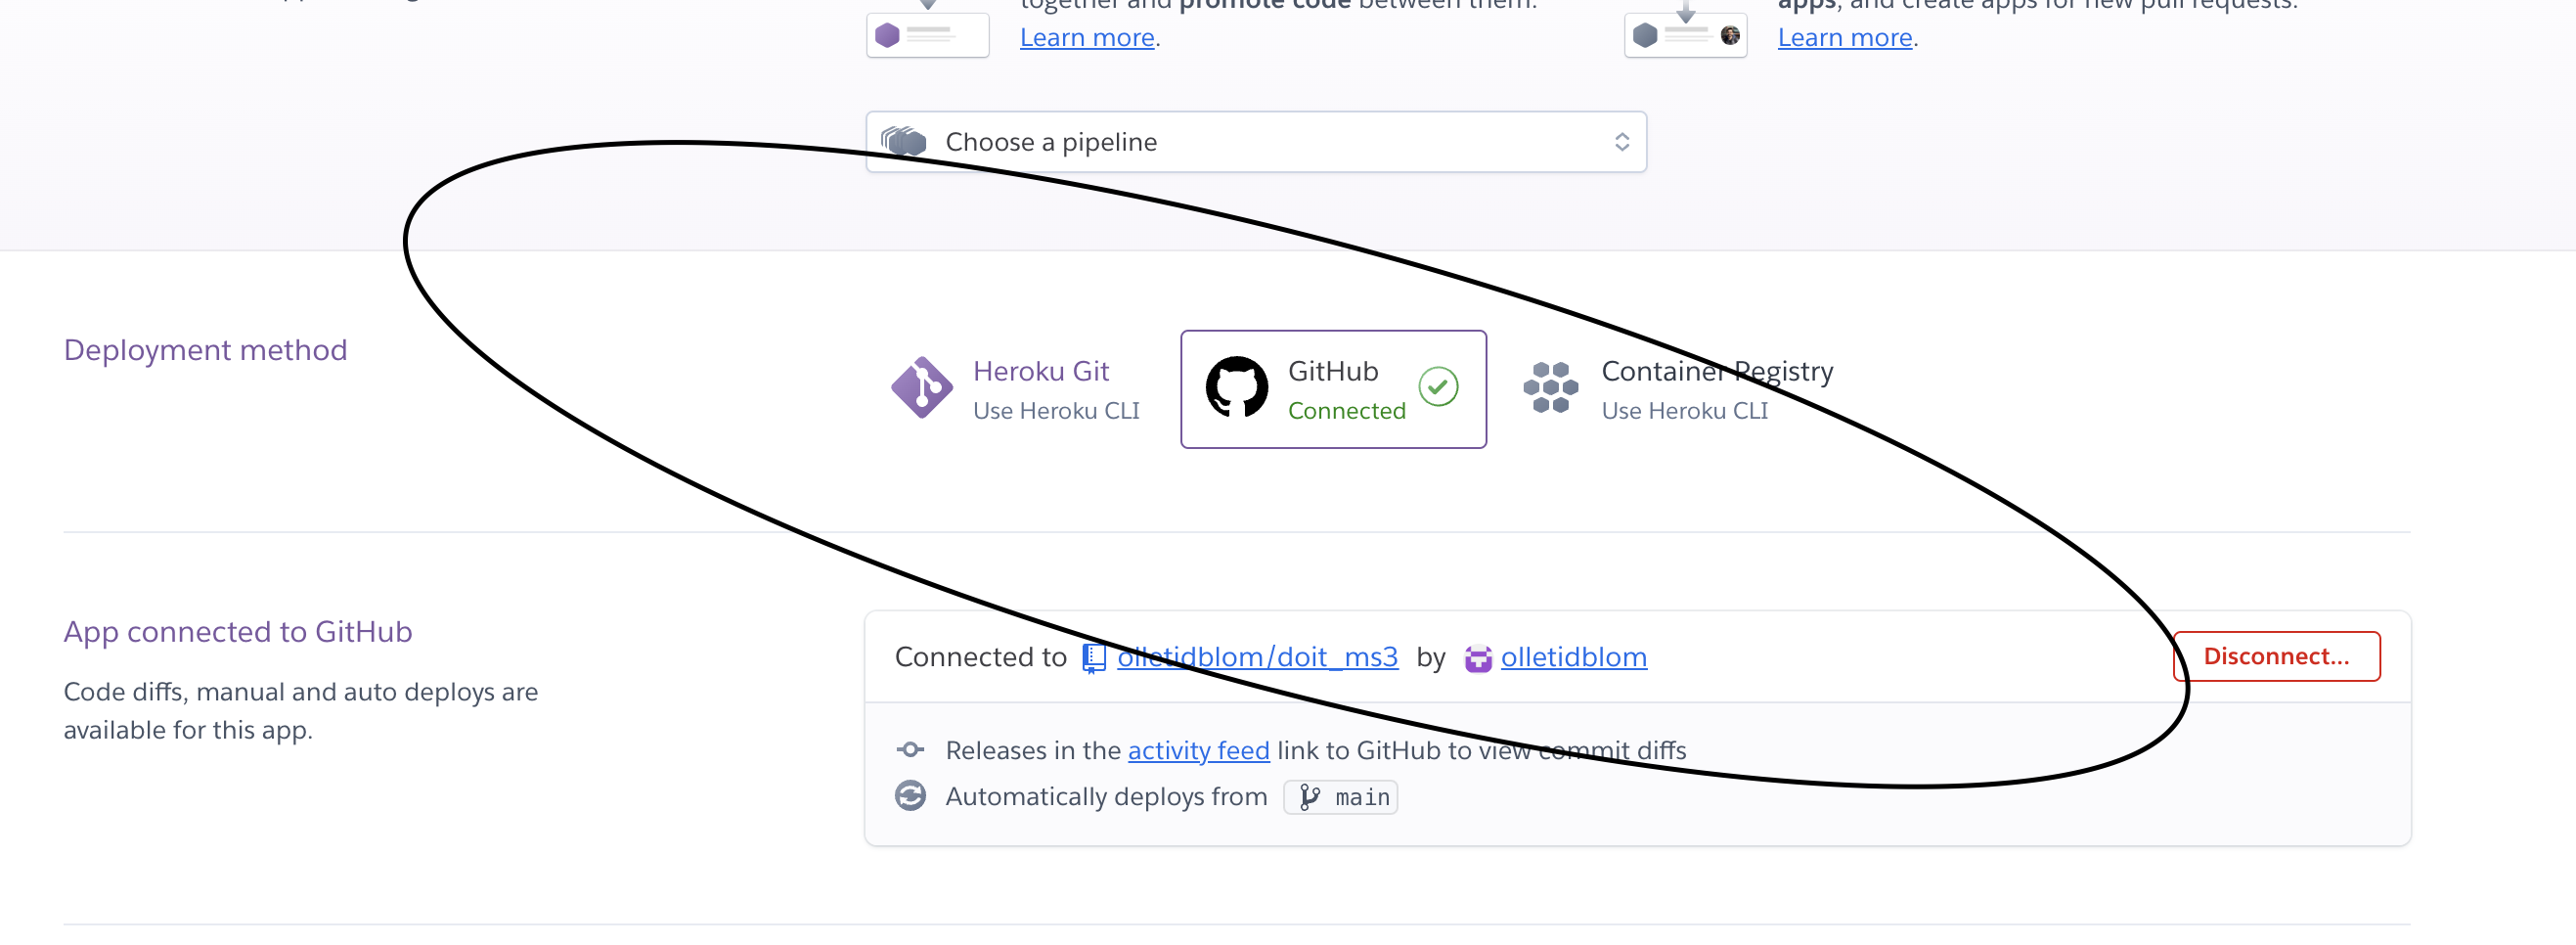 together and promote code between them.
Learn more.
apps, and create apps for new pull requests.
Learn more.
Choose a pipeline
Deployment method
Heroku Git
Use Heroku CLI
GitHub
Connected
Container Registry
Use Heroku CLI
App connected to GitHub
Code diffs, manual and auto deploys are
available for this app.
Connected to olletidblom/doit_ms3 by olletidblom
Disconnect...
Releases in the activity feed link to GitHub to view commit diffs
Automatically deploys from main